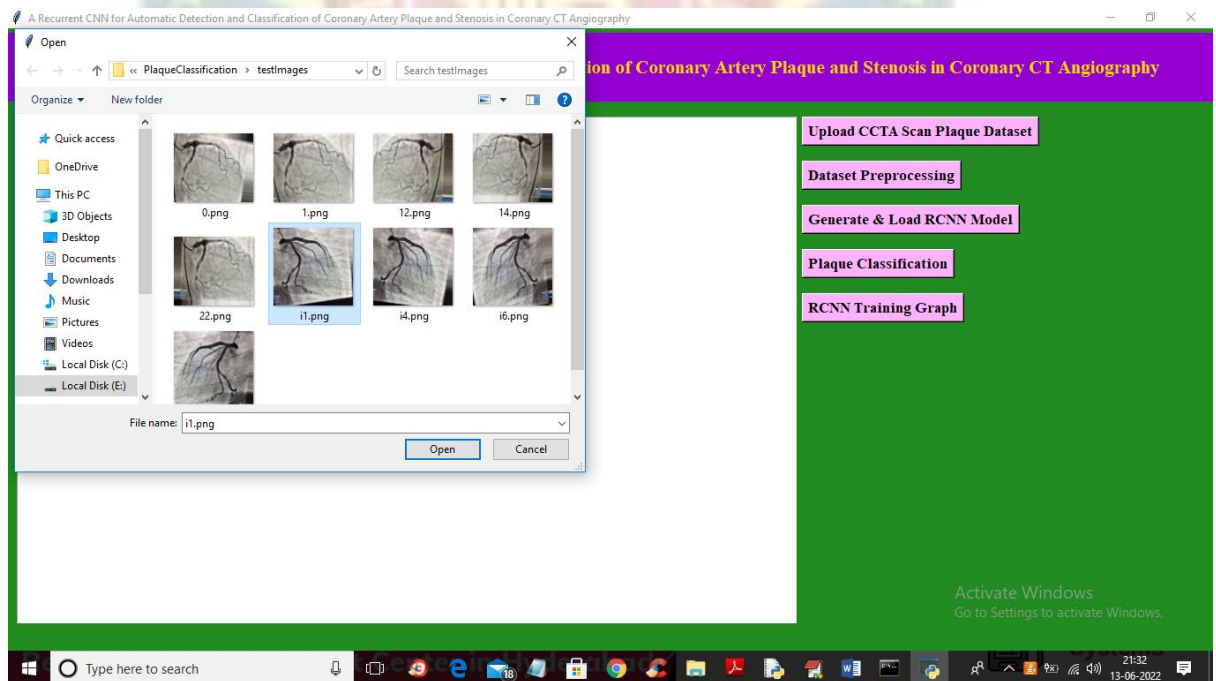 A Recurrent CNN for Automatic Detection and Classification of Coronary Artery Plaque and Stenosis in Coronary CT Angiography
Open
« PlaqueClassification › testImages
Search testImages
ion of Coronary Artery Plaque and Stenosis in Coronary CT Angiography
Organize
New folder
Quick access
OneDrive
This PC
3D Objects
Desktop
Documents
Downloads
Music
Pictures
Videos
Local Disk (C:)
Local Disk (E:)
0.png
1.png
12.png
14.png
22.png
i1.png
i4.png
i6.png
File name: i1.png
Open
Cancel
Upload CCTA Scan Plaque Dataset
Dataset Preprocessing
Generate & Load RCNN Model
Plaque Classification
RCNN Training Graph
Activate Windows
Go to Settings to activate Windows.
Type here to search
18
21:32
13-06-2022